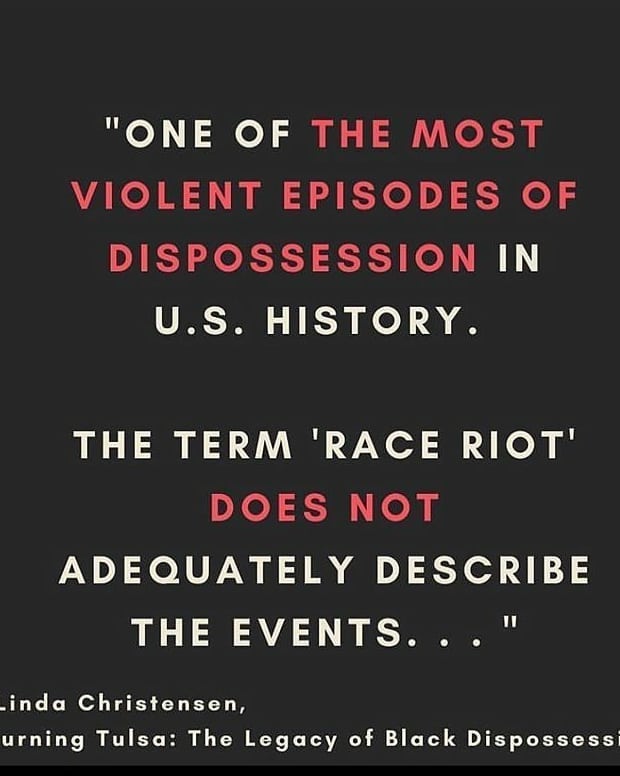 "ONE OF THE MOST
VIOLENT EPISODES OF
DISPOSSESSION IN
U.S. HISTORY.
THE TERM 'RACE RIOT'
DOES NOT
ADEQUATELY DESCRIBE
THE EVENTS. . . "
Linda Christensen,
urning Tulsa: The Legacy of Black Dispossessi